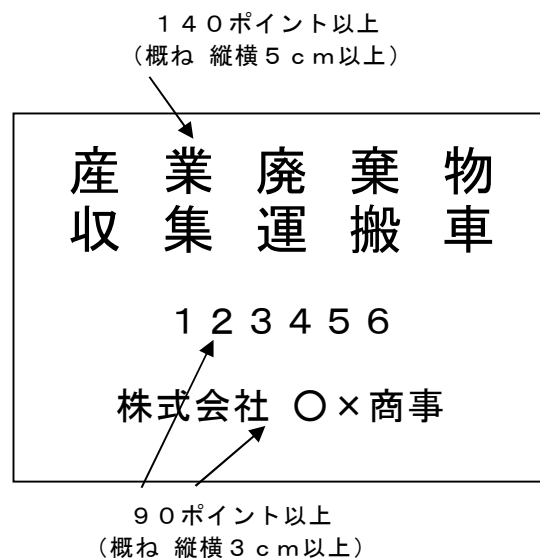 １４０ポイント以上
（概ね 縦横５ｃｍ以上）
産 業 廃 棄 物
収 集 運 搬 車
１２３４５６
株式会社 〇×商事
９０ポイント以上
（概ね 縦横３ｃｍ以上）